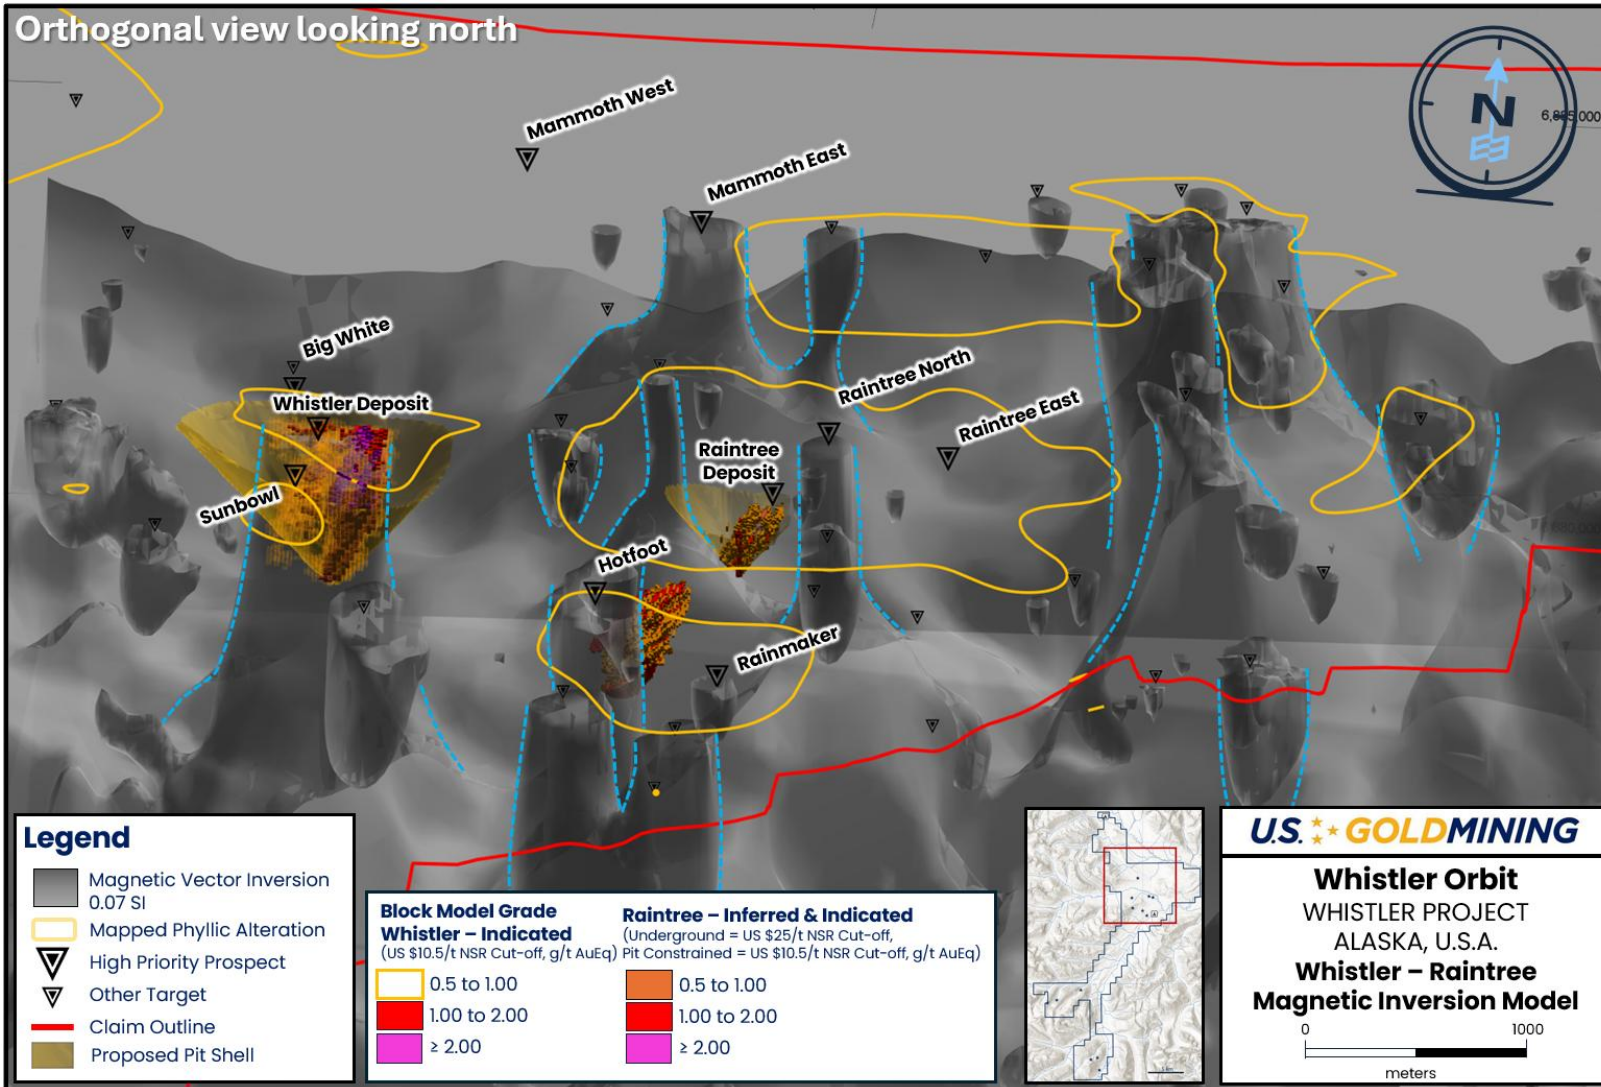 Orthogonal view looking north
N
Mammoth West
Mammoth East
Big White
Whistler Deposit
Sunbowl
Raintree North
Raintree East
Raintree
Deposit
Hotfoot
Rainmaker
Legend
Magnetic Vector Inversion
0.07 SI
Mapped Phyllic Alteration
High Priority Prospect
Other Target
Claim Outline
Proposed Pit Shell
Block Model Grade
Whistler – Indicated
(US $10.5/t NSR Cut-off, g/t AuEq)
0.5 to 1.00
1.00 to 2.00
≥ 2.00
Raintree – Inferred & Indicated
(Underground = US $25/t NSR Cut-off,
Pit Constrained = US $10.5/t NSR Cut-off, g/t AuEq)
0.5 to 1.00
1.00 to 2.00
≥ 2.00
U.S. GOLDMINING
Whistler Orbit
WHISTLER PROJECT
ALASKA, U.S.A.
Whistler – Raintree
Magnetic Inversion Model
0 1000
meters